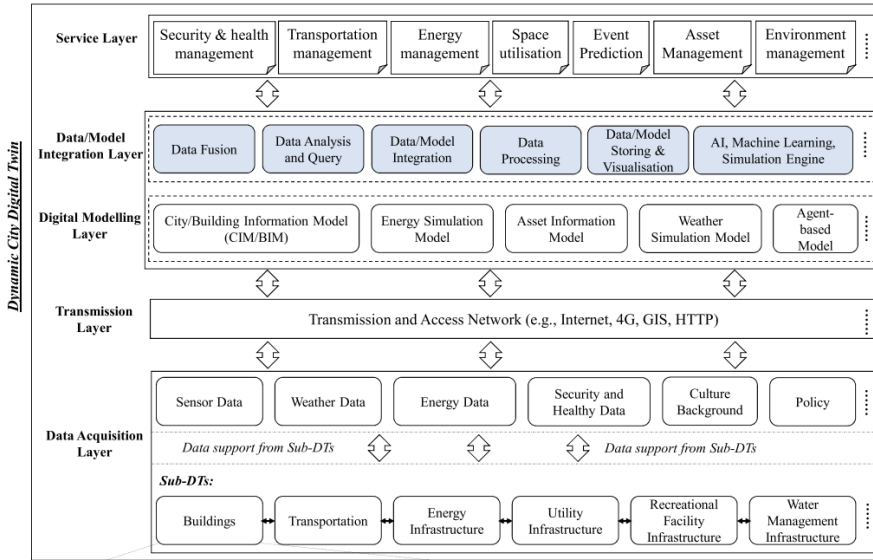 Dynamic City Digital Twin
Service Layer
Security & health
management
Transportation
management
Energy
management
Space
utilisation
Event
Prediction
Asset
Management
Environment
management
Data/Model
Integration Layer
Data Fusion
Data Analysis
and Query
Data/Model
Integration
Data
Processing
Data/Model
Storing &
Visualisation
AI, Machine Learning,
Simulation Engine
Digital Modelling
Layer
City/Building Information Model
(CIM/BIM)
Energy Simulation
Model
Asset Information
Model
Weather
Simulation Model
Agent-
based
Model
Transmission
Layer
Transmission and Access Network (e.g., Internet, 4G, GIS, HTTP)
Data Acquisition
Layer
Sensor Data
Weather Data
Energy Data
Security and
Healthy Data
Culture
Background
Policy
Data support from Sub-DTs
Data support from Sub-DTs
Sub-DTs:
Buildings
Transportation
Energy
Infrastructure
Utility
Infrastructure
Recreational
Facility
Infrastructure
Water
Management
Infrastructure